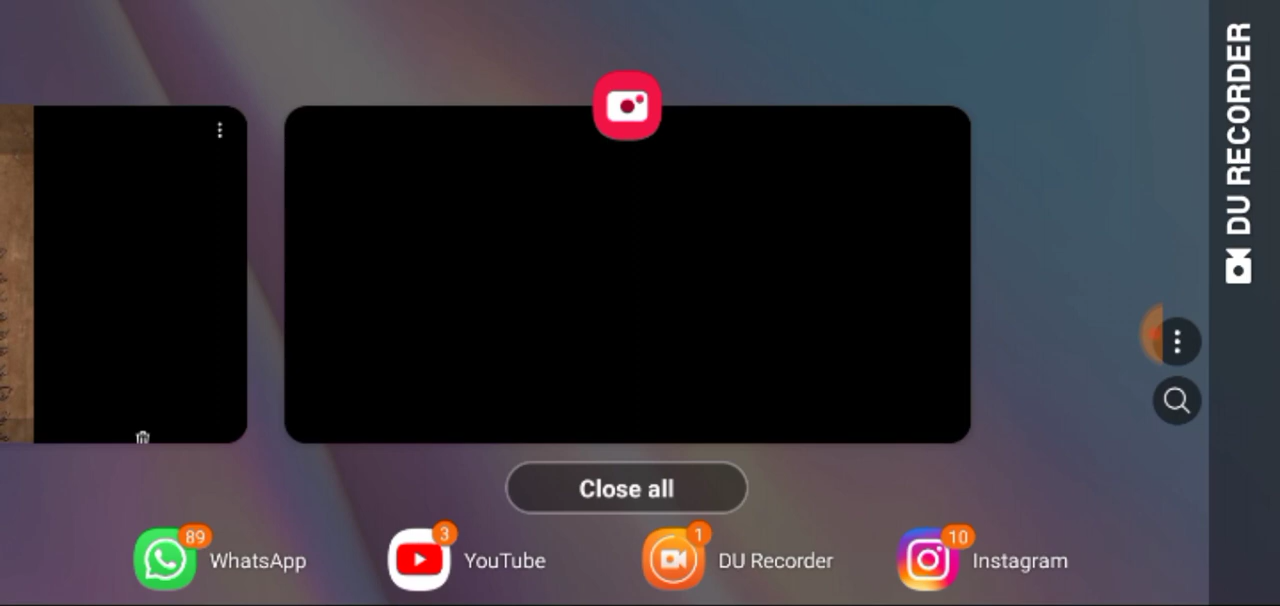 DU RECORDER
Close all
89
WhatsApp
3
YouTube
1
DU Recorder
10
Instagram